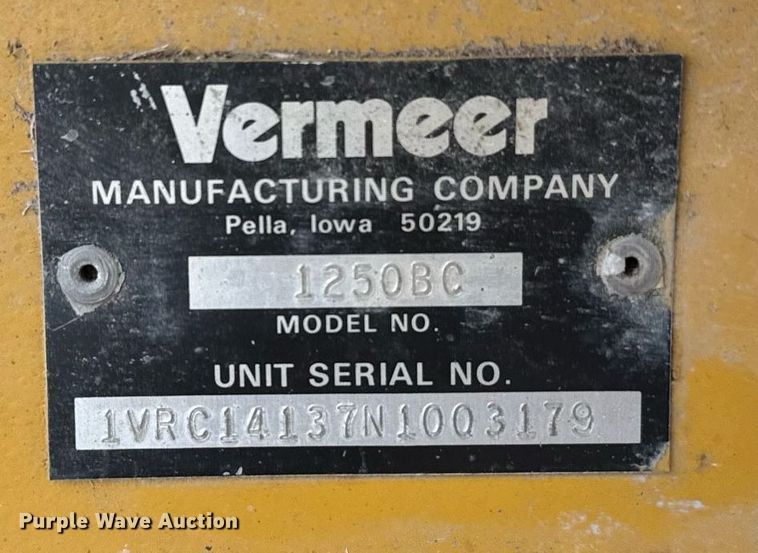 Vermeer
MANUFACTURING COMPANY
Pella, Iowa 50219
1250BC
MODEL NO.
UNIT SERIAL NO.
1VRC14137N1003179
Purple Wave Auction